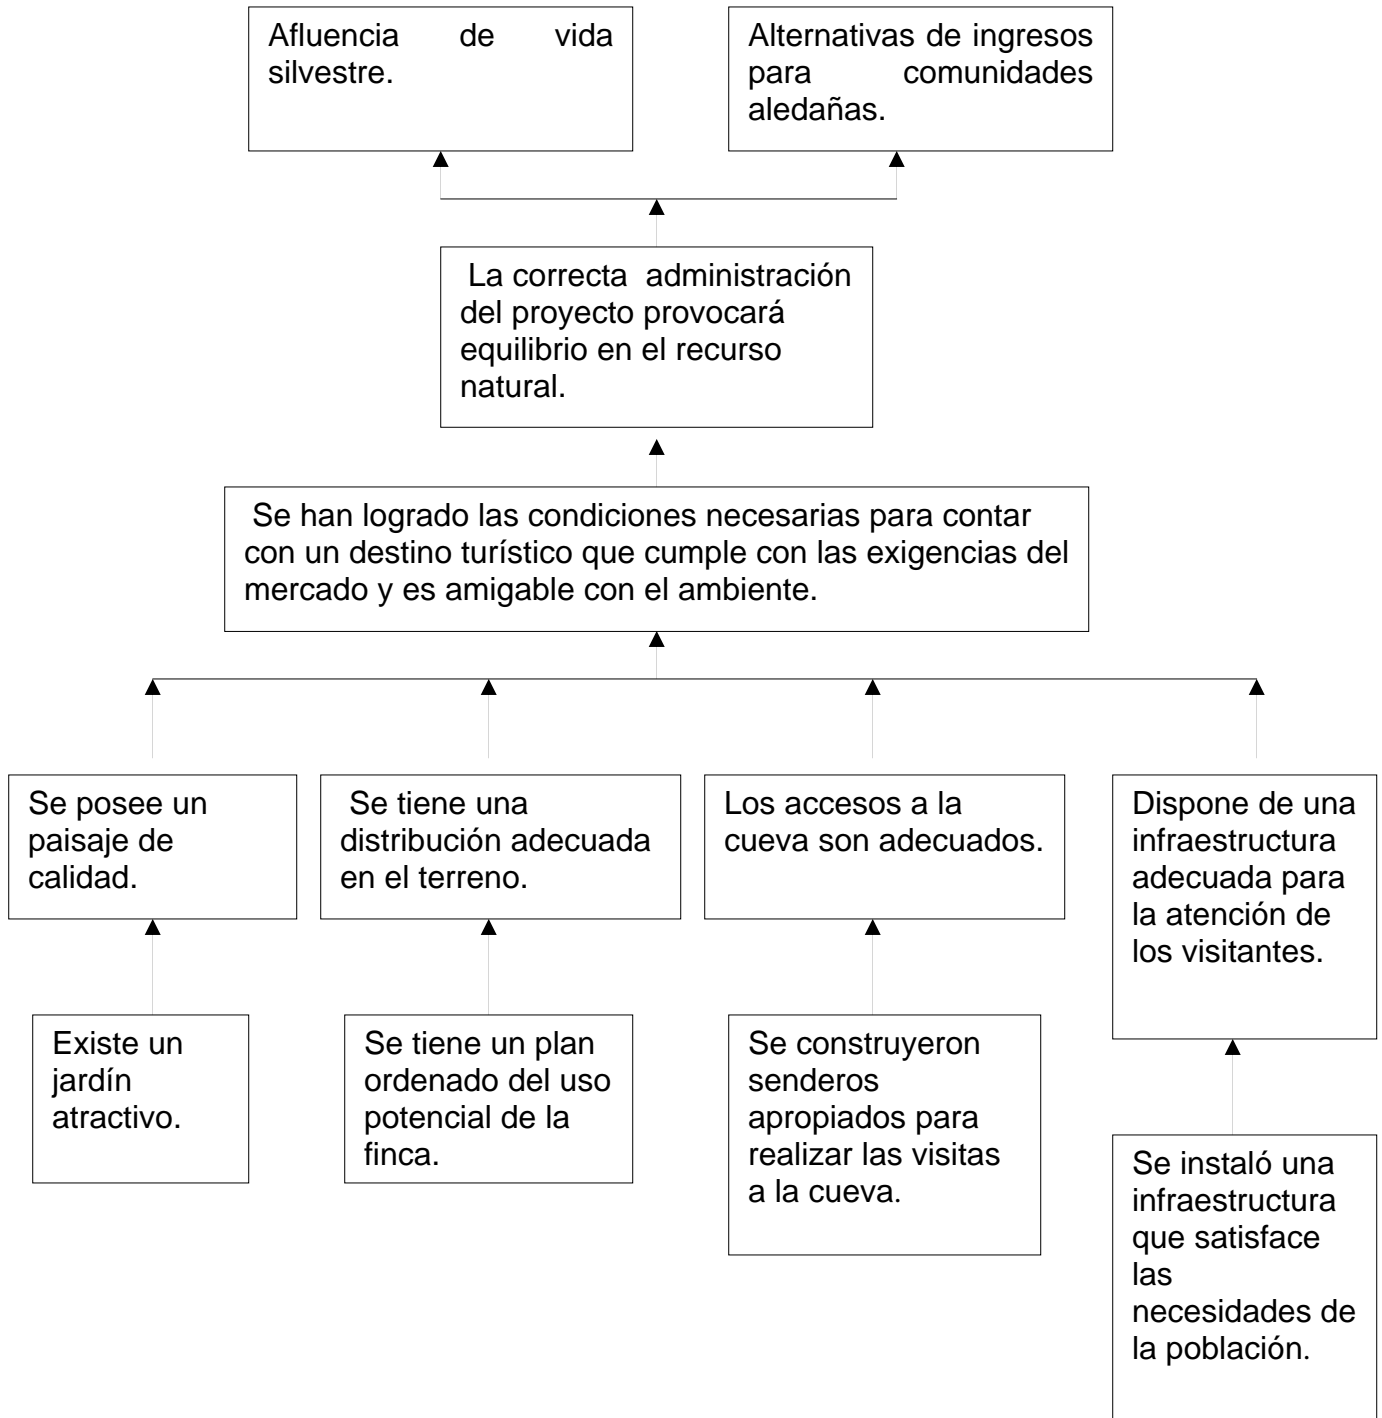 Afluencia de vida
silvestre.
Alternativas de ingresos
para comunidades
aledañas.
La correcta administración
del proyecto provocará
equilibrio en el recurso
natural.
Se han logrado las condiciones necesarias para contar
con un destino turístico que cumple con las exigencias del
mercado y es amigable con el ambiente.
Se posee un
paisaje de
calidad.
Se tiene una
distribución adecuada
en el terreno.
Los accesos a la
cueva son adecuados.
Dispone de una
infraestructura
adecuada para
la atención de
los visitantes.
Existe un
jardín
atractivo.
Se tiene un plan
ordenado del uso
potencial de la
finca.
Se construyeron
senderos
apropiados para
realizar las visitas
a la cueva.
Se instaló una
infraestructura
que satisface
las
necesidades de
la población.